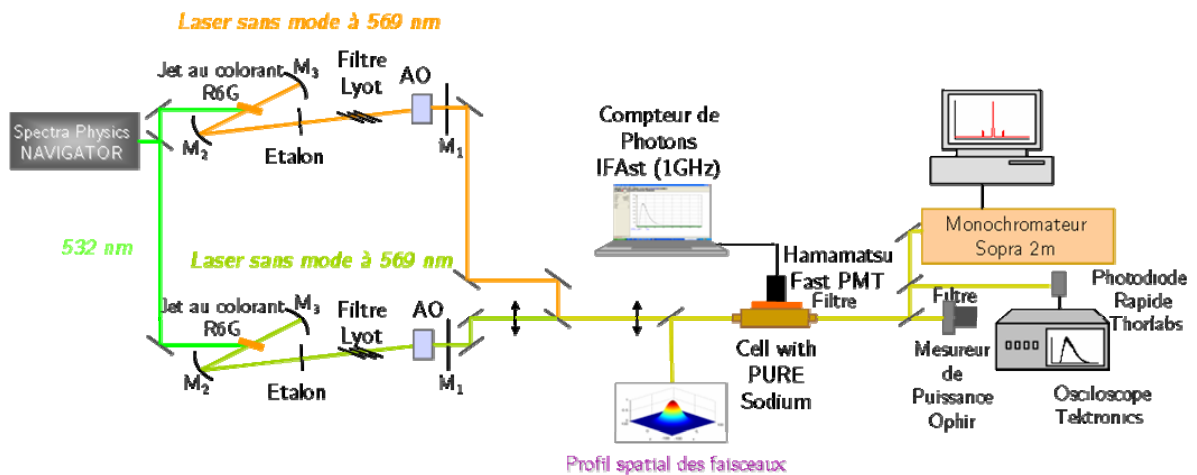 Laser sans mode à 569 nm
Jet au colorant
R6G
M3
Filtre
Lyot
AO
Spectra Physics
NAVIGATOR
M2
Etalon
M1
532 nm
Laser sans mode à 569 nm
Jet au colorant
R6G
M3
Filtre
Lyot
AO
M2
Etalon
M1
Compteur de
Photons
IFAst (1GHz)
Hamamatsu
Fast PMT
Filtre
Cell with
PURE
Sodium
Profil spatial des faisceaux
Monochromateur
Sopra 2m
Photodiode
Rapide
Thorlabs
Filtre
Mesureur
de
Puissance
Ophir
Osciloscope
Tektronics